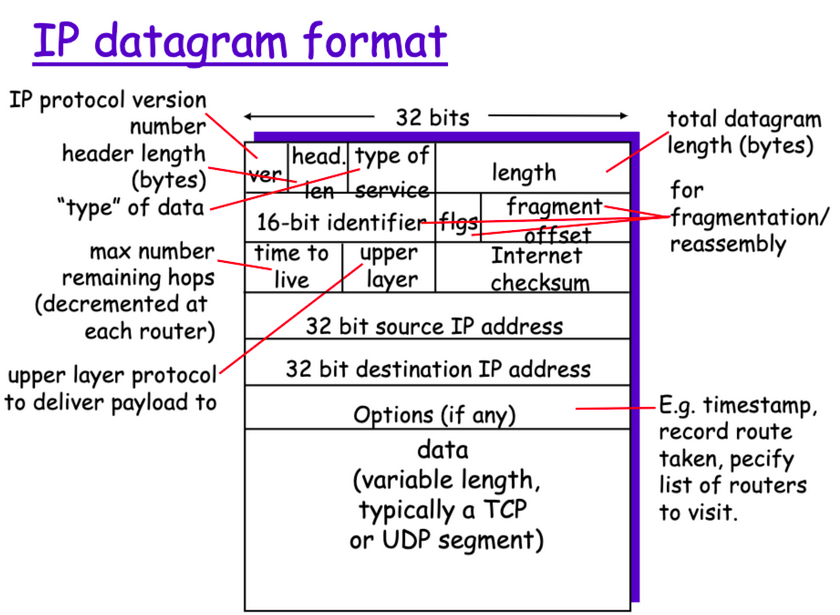 IP datagram format
IP protocol version
number
header length
(bytes)
“type” of data
max number
remaining hops
(decremented at
each router)
upper layer protocol
to deliver payload to
32 bits
ver
head.
len
type of
service
length
16-bit identifier
flgs
fragment
offset
time to
live
upper
layer
Internet
checksum
32 bit source IP address
32 bit destination IP address
Options (if any)
data
(variable length,
typically a TCP
or UDP segment)
total datagram
length (bytes)
for
fragmentation/
reassembly
E.g. timestamp,
record route
taken, pecify
list of routers
to visit.